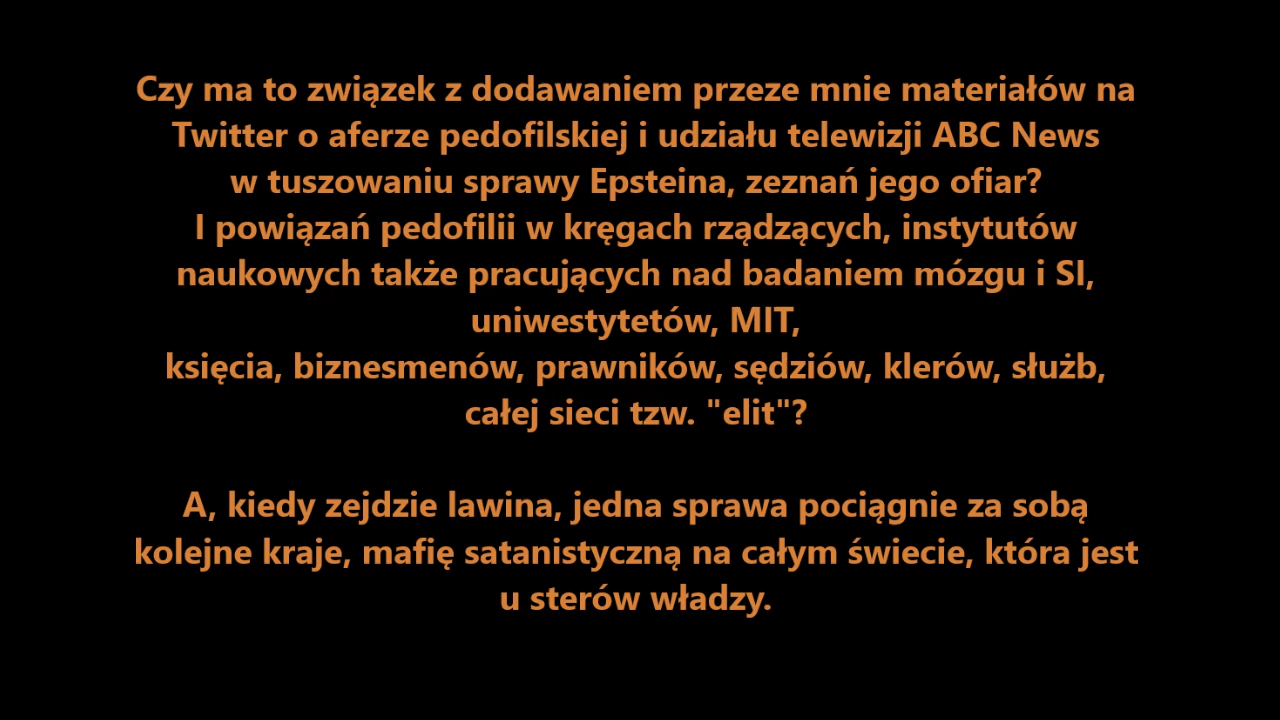 Czy ma to związek z dodawaniem przeze mnie materiałów na
Twitter o aferze pedofilskiej i udziału telewizji ABC News
w tuszowaniu sprawy Epsteina, zeznań jego ofiar?
I powiązań pedofilii w kręgach rządzących, instytutów
naukowych także pracujących nad badaniem mózgu i SI,
uniwestytetów, MIT,
księcia, biznesmenów, prawników, sędziów, klerów, służb,
całej sieci tzw. "elit"?
A, kiedy zejdzie lawina, jedna sprawa pociągnie za sobą
kolejne kraje, mafię satanistyczną na całym świecie, która jest
u sterów władzy.